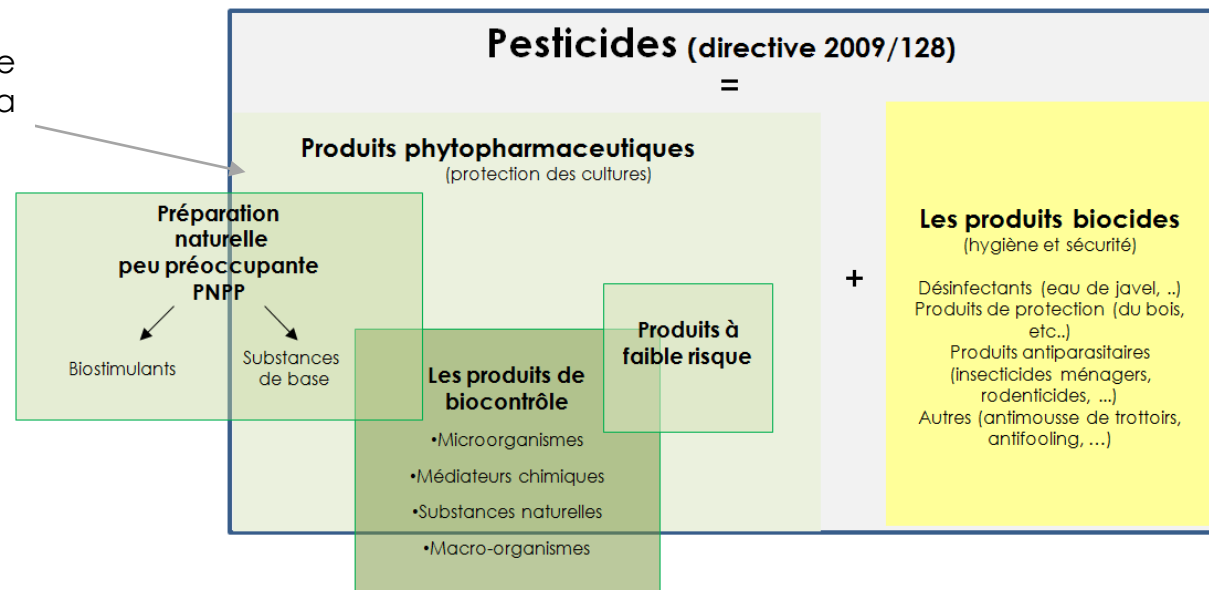 Pesticides (directive 2009/128)
=
e
a
Produits phytopharmaceutiques
(protection des cultures)
Préparation
naturelle
peu préoccupante
PNPP
Biostimulants
Substances
de base
Les produits de
biocontrôle
•Microorganismes
•Médiateurs chimiques
•Substances naturelles
•Macro-organismes
Produits à
faible risque
+
Les produits biocides
(hygiène et sécurité)
Désinfectants (eau de javel, ..)
Produits de protection (du bois,
etc..)
Produits antiparasitaires
(insecticides ménagers,
rodenticides, ...)
Autres (antimousse de trottoirs,
antifooling, ...)